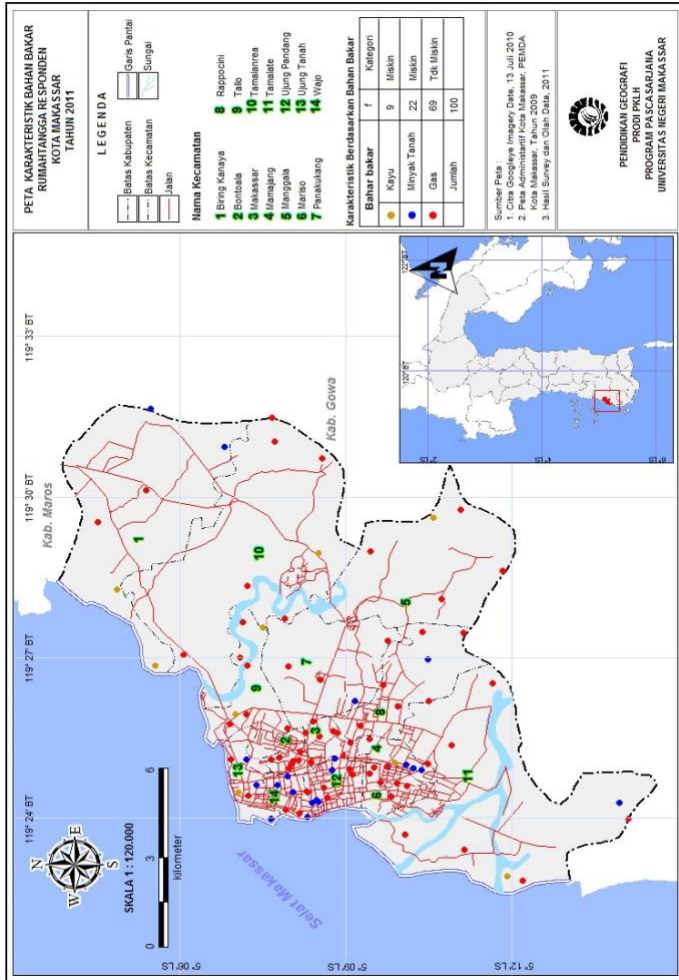 PETA KARAKTERISTIK BAHAN BAKAR
RUMAHTANGGA RESPONDEN
KOTA MAKASSAR
TAHUN 2011
LEGENDA
Batas Kabupaten
Garis Pantai
Batas Kecamatan
Sungai
Jalan
Nama Kecamatan
1 Biring Kanaya
8 Rappocini
2 Bontoala
9 Tallo
3 Makassar
10 Tamalanrea
4 Mamajang
11 Tamalate
5 Manggala
12 Ujung Pandang
6 Mariso
13 Ujung Tanah
7 Panakukang
14 Wajo
Karakteristik Berdasarkan Bahan Bakar
Bahar bakar f Kategori
Kayu 9 Miskin
Minyak Tanah 22 Miskin
Gas 69 Tdk Miskin
Jumlah 100
Sumber Peta :
1. Citra Googleye Imagery Date, 13 Juli 2010
2. Peta Administartif Kota Makassar, PEMDA
Kota Makassar, Tahun 2009
3. Hasil Survey dan Olah Data, 2011
PENDIDIKAN GEOGRAFI
PRODI PKLH
PROGRAM PASCASARJANA
UNIVERSITAS NEGERI MAKASSAR
119° 24' BT
119° 27' BT
119° 30' BT
119° 33' BT
5° 06' LS
5° 09' LS
5° 12' LS
N
E
S
W
SKALA 1 : 120.000
0 3 6
kilometer
Selat Makassar
Kab. Maros
Kab. Gowa
1
2
3
4
5
6
7
8
9
10
11
12
13
14
N
120° BT
122° BT